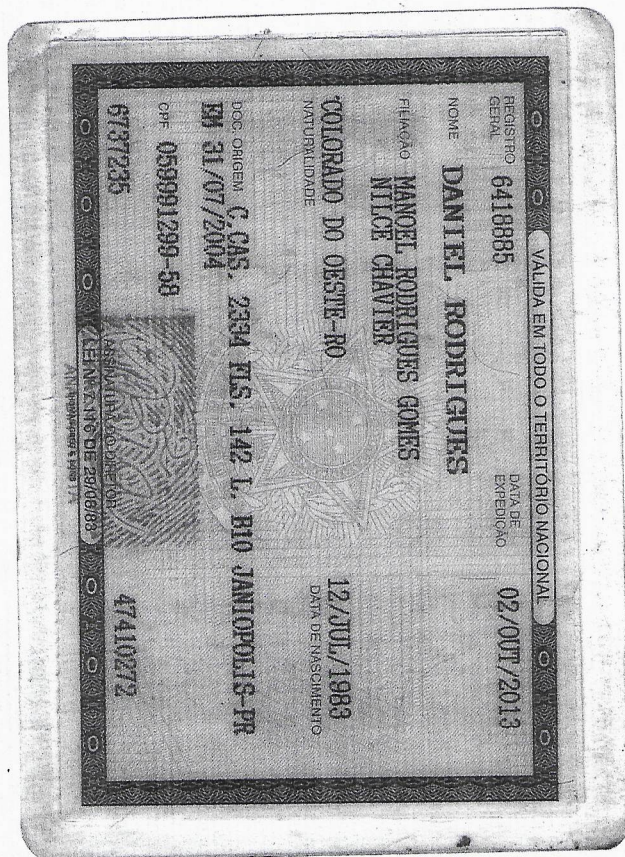 VÁLIDA EM TODO O TERRITÓRIO NACIONAL
REGISTRO GERAL 6418885 DATA DE EXPEDIÇÃO 02/OUT/2013
NOME DANIEL RODRIGUES
FILIAÇÃO MANOEL RODRIGUES GOMES
NILCE CHAVIER
NATURALIDADE DATA DE NASCIMENTO
COLORADO DO OESTE-RO 12/JUL/1983
DOC. ORIGEM C.CAS. 2334 FLS. 142 L. B10 JANIOPOLIS-PR
EM 31/07/2004
CPF 059991299-58
6737235 47410272
ASSINATURA DO DIRETOR
LEI Nº 7.116 DE 29/08/83